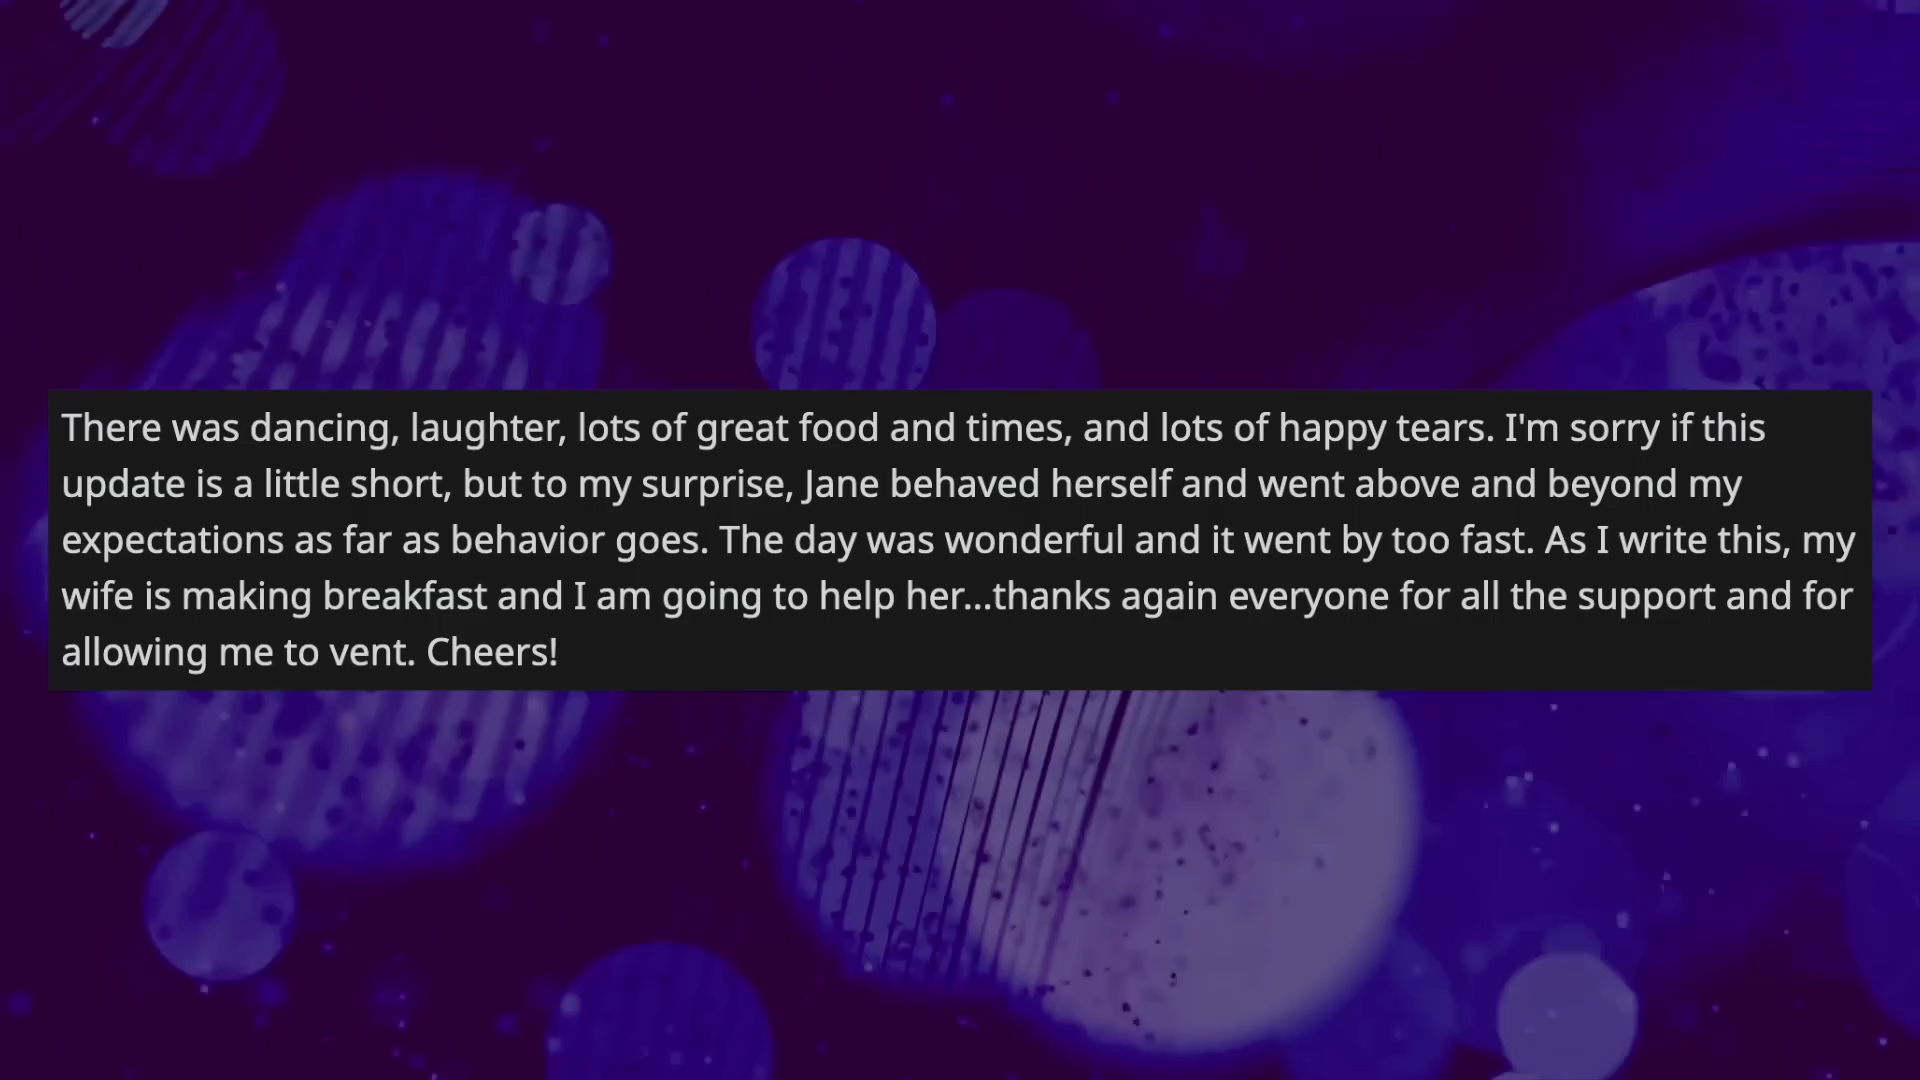 There was dancing, laughter, lots of great food and times, and lots of happy tears. I'm sorry if this
update is a little short, but to my surprise, Jane behaved herself and went above and beyond my
expectations as far as behavior goes. The day was wonderful and it went by too fast. As I write this, my
wife is making breakfast and I am going to help her...thanks again everyone for all the support and for
allowing me to vent. Cheers!